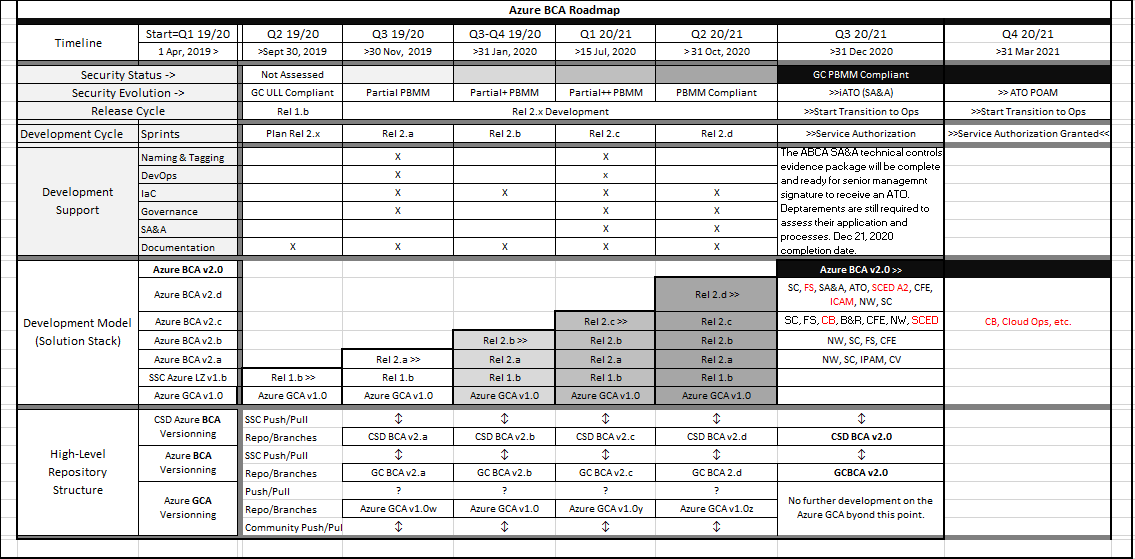 Azure BCA Roadmap
Timeline Start=Q1 19/20 Q2 19/20 Q3 19/20 Q3-Q4 19/20 Q1 20/21 Q2 20/21 Q3 20/21 Q4 20/21
1 Apr, 2019 > >Sept 30, 2019 >30 Nov, 2019 >31 Jan, 2020 >15 Jul, 2020 >31 Oct, 2020 >31 Dec 2020 >31 Mar 2021
Security Status -> Not Assessed GC PBMM Compliant
Security Evolution -> GC ULL Compliant Partial PBMM Partial+ PBMM Partial++ PBMM PBMM Compliant >>iATO (SA&A) >> ATO POAM
Release Cycle Rel 1.b Rel 2.x Development >>Start Transition to Ops >>Start Transition to Ops
Development Cycle Sprints Plan Rel 2.x Rel 2.a Rel 2.b Rel 2.c Rel 2.d >>Service Authorization >>Service Authorization Granted<<
Development
Support
Naming & Tagging X X
DevOps X x
IaC X X X X
Governance X X X
SA&A X X
Documentation X X X X X
The ABCA SA&A technical controls
evidence package will be complete
and ready for senior managemnt
signature to receive an ATO.
Deptarements are still required to
assess their application and
processes. Dec 21, 2020
completion date.
Development Model
(Solution Stack)
Azure BCA v2.0 Azure BCA v2.0 >>
Azure BCA v2.d Rel 2.d >> SC, FS, SA&A, ATO, SCED A2, CFE,
ICAM, NW, SC
Azure BCA v2.c Rel 2.c >> Rel 2.c SC, FS, CB, B&R, CFE, NW, SCED CB, Cloud Ops, etc.
Azure BCA v2.b Rel 2.b >> Rel 2.b Rel 2.b NW, SC, FS, CFE
Azure BCA v2.a Rel 2.a >> Rel 2.a Rel 2.a Rel 2.a NW, SC, IPAM, CV
SSC Azure LZ v1.b Rel 1.b >> Rel 1.b Rel 1.b Rel 1.b Rel 1.b
Azure GCA v1.0 Azure GCA v1.0 Azure GCA v1.0 Azure GCA v1.0 Azure GCA v1.0 Azure GCA v1.0
High-Level
Repository
Structure
CSD Azure BCA
Versionning
SSC Push/Pull ↕ ↕ ↕ ↕ ↕
Repo/Branches CSD BCA v2.a CSD BCA v2.b CSD BCA v2.c CSD BCA v2.d CSD BCA v2.0
Azure BCA
Versionning
SSC Push/Pull ↕ ↕ ↕ ↕ ↕
Repo/Branches GC BCA v2.a GC BCA v2.b GC BCA v2.c GC BCA 2.d GCBCA v2.0
Azure GCA
Versionning
Push/Pull ? ? ? ?
Repo/Branches Azure GCA v1.0w Azure GCA v1.0 Azure GCA v1.0y Azure GCA v1.0z
Community Push/Pul ↕ ↕ ↕ ↕
No further development on the
Azure GCA byond this point.